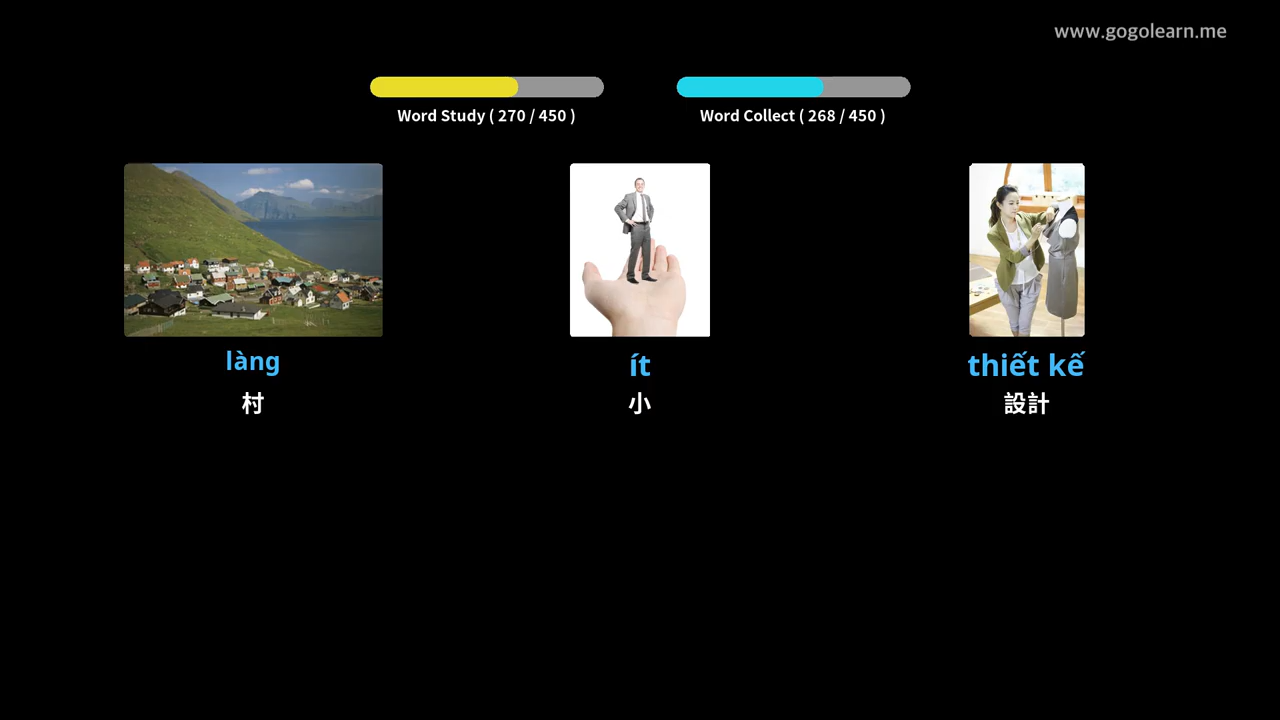 www.gogolearn.me
Word Study ( 270 / 450 )
Word Collect ( 268 / 450 )
làng
ít
thiết kế
村
小
設計